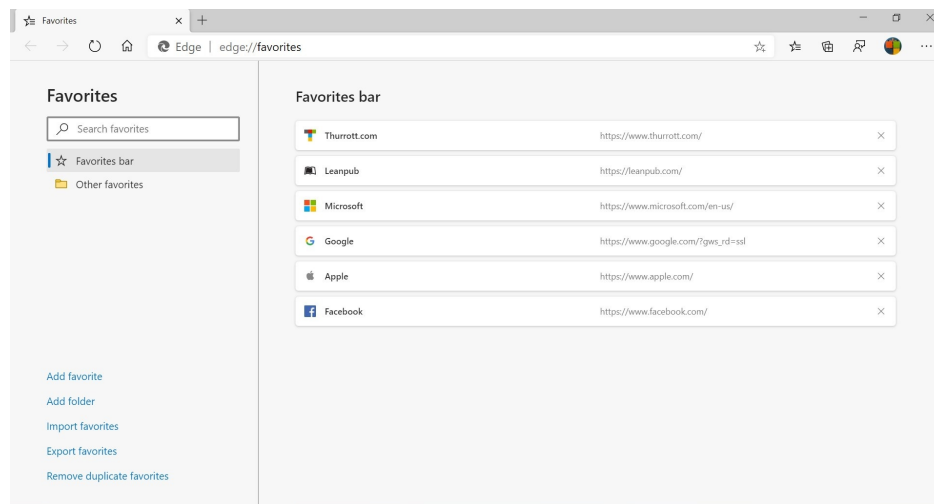 Favorites
Edge | edge://favorites
Favorites
Search favorites
Favorites bar
Other favorites
Add favorite
Add folder
Import favorites
Export favorites
Remove duplicate favorites
Favorites bar
Thurrott.com https://www.thurrott.com/
Leanpub https://leanpub.com/
Microsoft https://www.microsoft.com/en-us/
Google https://www.google.com/?gws_rd=ssl
Apple https://www.apple.com/
Facebook https://www.facebook.com/